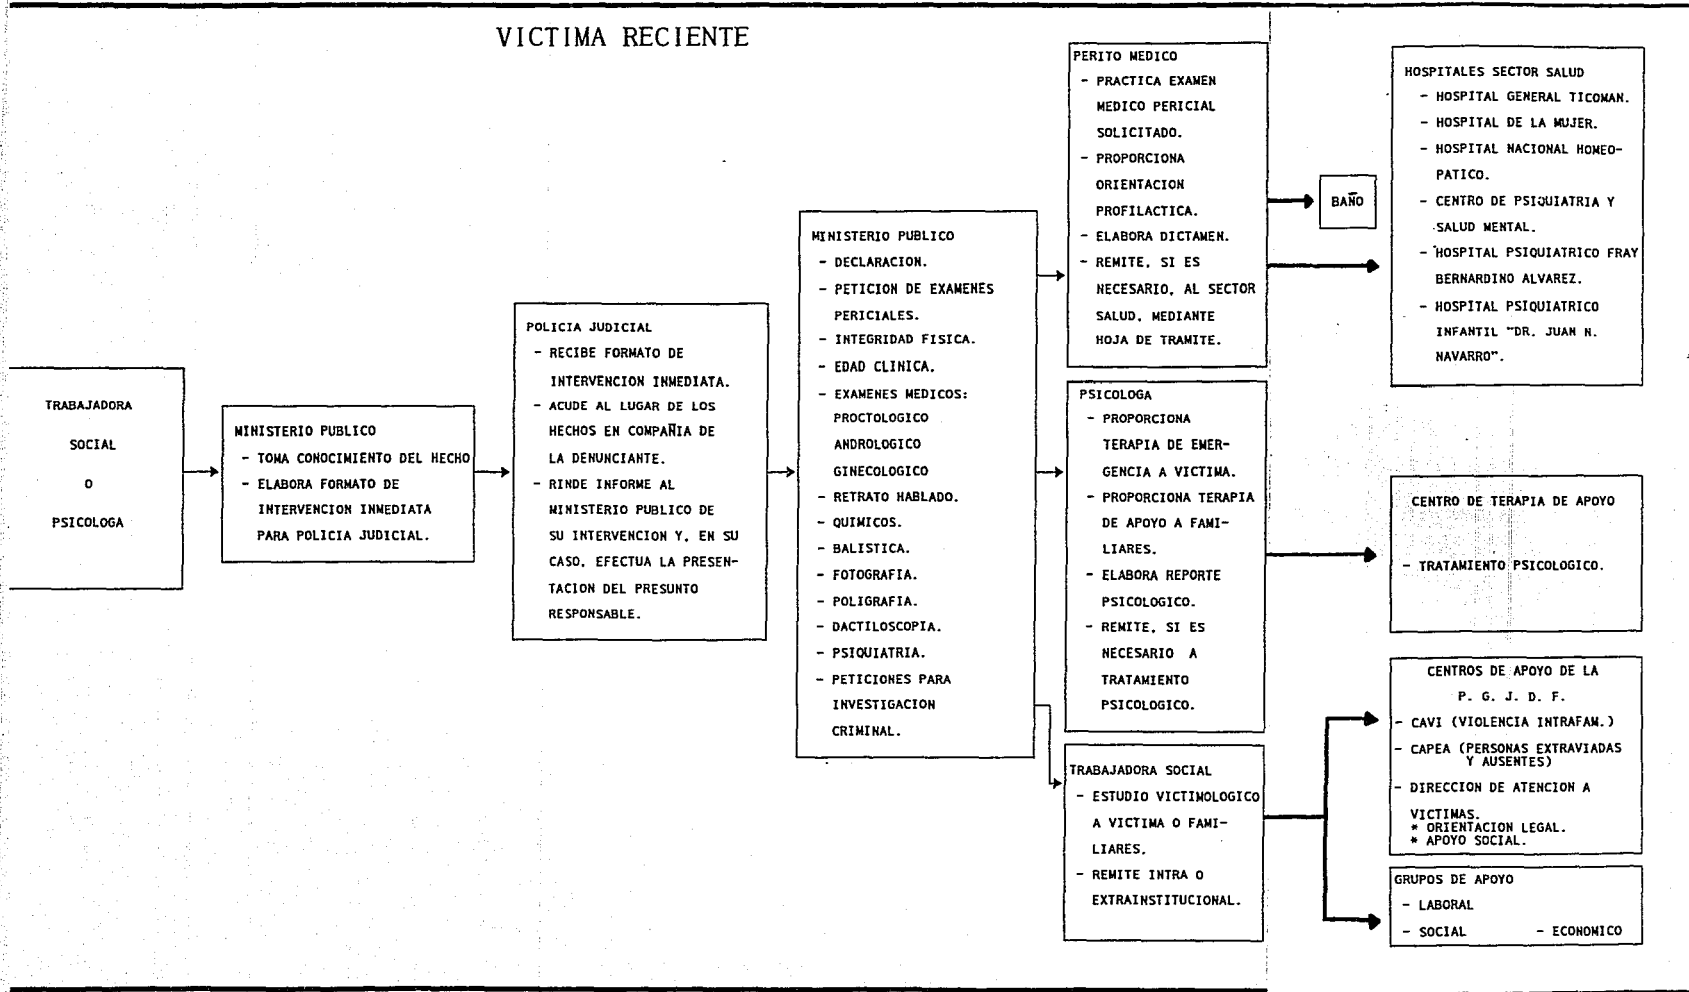 VICTIMA RECIENTE
TRABAJADORA
SOCIAL
O
PSICOLOGA
MINISTERIO PUBLICO
- TOMA CONOCIMIENTO DEL HECHO
- ELABORA FORMATO DE
INTERVENCION INMEDIATA
PARA POLICIA JUDICIAL.
POLICIA JUDICIAL
- RECIBE FORMATO DE
INTERVENCION INMEDIATA.
- ACUDE AL LUGAR DE LOS
HECHOS EN COMPAÑIA DE
LA DENUNCIANTE.
- RINDE INFORME AL
MINISTERIO PUBLICO DE
SU INTERVENCION Y, EN SU
CASO, EFECTUA LA PRESEN-
TACION DEL PRESUNTO
RESPONSABLE.
MINISTERIO PUBLICO
- DECLARACION.
- PETICION DE EXAMENES
PERICIALES.
- INTEGRIDAD FISICA.
- EDAD CLINICA.
- EXAMENES MEDICOS:
PROCTOLOGICO
ANDROLOGICO
GINECOLOGICO
- RETRATO HABLADO.
- QUIMICOS.
- BALISTICA.
- FOTOGRAFIA.
- POLIGRAFIA.
- DACTILOSCOPIA.
- PSIQUIATRIA.
- PETICIONES PARA
INVESTIGACION
CRIMINAL.
PERITO MEDICO
- PRACTICA EXAMEN
MEDICO PERICIAL
SOLICITADO.
- PROPORCIONA
ORIENTACION
PROFILACTICA.
- ELABORA DICTAMEN.
- REMITE, SI ES
NECESARIO, AL SECTOR
SALUD, MEDIANTE
HOJA DE TRAMITE.
PSICOLOGA
- PROPORCIONA
TERAPIA DE EMER-
GENCIA A VICTIMA.
- PROPORCIONA TERAPIA
DE APOYO A FAMI-
LIARES.
- ELABORA REPORTE
PSICOLOGICO.
- REMITE, SI ES
NECESARIO A
TRATAMIENTO
PSICOLOGICO.
TRABAJADORA SOCIAL
- ESTUDIO VICTIMOLOGICO
A VICTIMA O FAMI-
LIARES.
- REMITE INTRA O
EXTRAINSTITUCIONAL.
BAÑO
HOSPITALES SECTOR SALUD
- HOSPITAL GENERAL TICOMAN.
- HOSPITAL DE LA MUJER.
- HOSPITAL NACIONAL HOMEO-
PATICO.
- CENTRO DE PSIQUIATRIA Y
SALUD MENTAL.
- HOSPITAL PSIQUIATRICO FRAY
BERNARDINO ALVAREZ.
- HOSPITAL PSIQUIATRICO
INFANTIL "DR. JUAN N.
NAVARRO".
CENTRO DE TERAPIA DE APOYO
- TRATAMIENTO PSICOLOGICO.
CENTROS DE APOYO DE LA
P. G. J. D. F.
- CAVI (VIOLENCIA INTRAFAM.)
- CAPEA (PERSONAS EXTRAVIADAS
Y AUSENTES)
- DIRECCION DE ATENCION A
VICTIMAS.
* ORIENTACION LEGAL.
* APOYO SOCIAL.
GRUPOS DE APOYO
- LABORAL
- SOCIAL - ECONOMICO